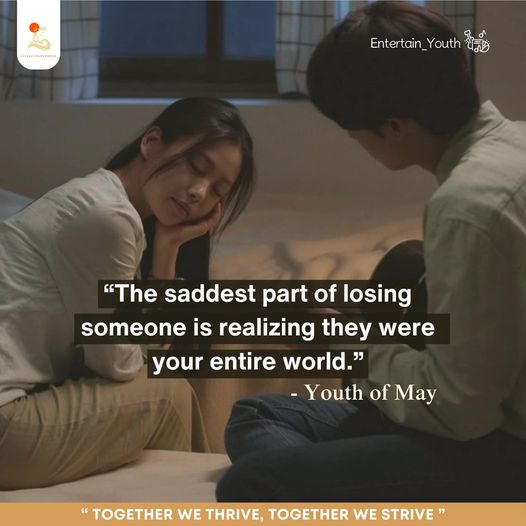 Entertain_Youth
“The saddest part of losing
someone is realizing they were
your entire world.”
- Youth of May
“ TOGETHER WE THRIVE, TOGETHER WE STRIVE ”